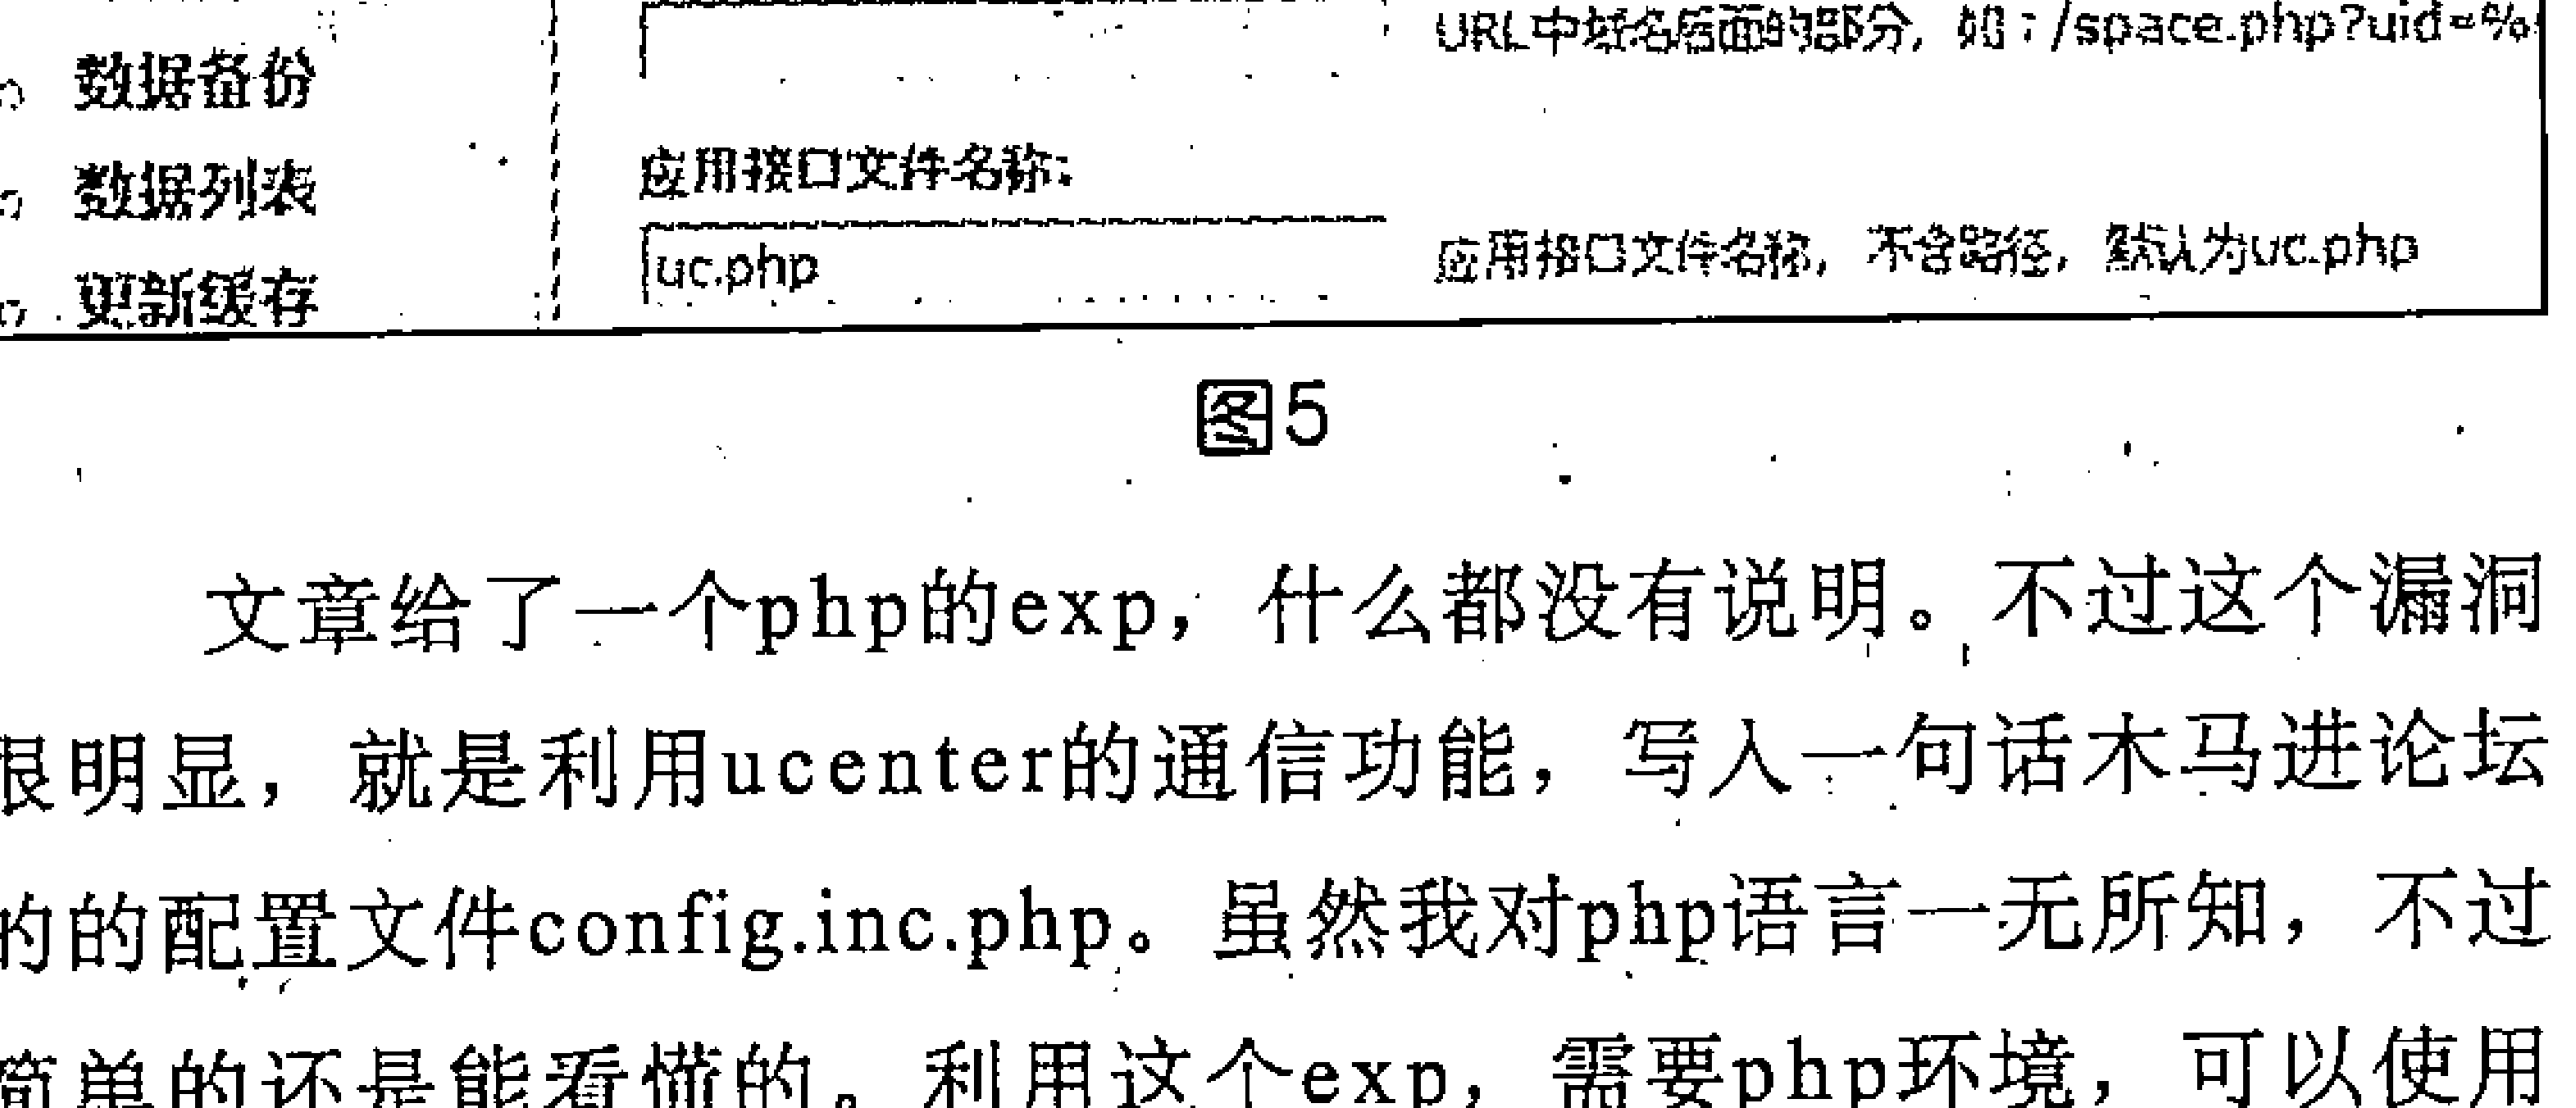 URL中域名后面的部分, 如：/space.php?uid=%
数据备份
应用接口文件名称:
数据列表
uc.php
应用接口文件名称, 不含路径, 默认为uc.php
更新缓存
图5
文章给了一个php的exp，什么都没有说明。不过这个漏洞
很明显，就是利用ucenter的通信功能，写入一句话木马进论坛
的的配置文件config.inc.php。虽然我对php语言一无所知，不过
简单的还是能看懂的。利用这个exp，需要php环境，可以使用